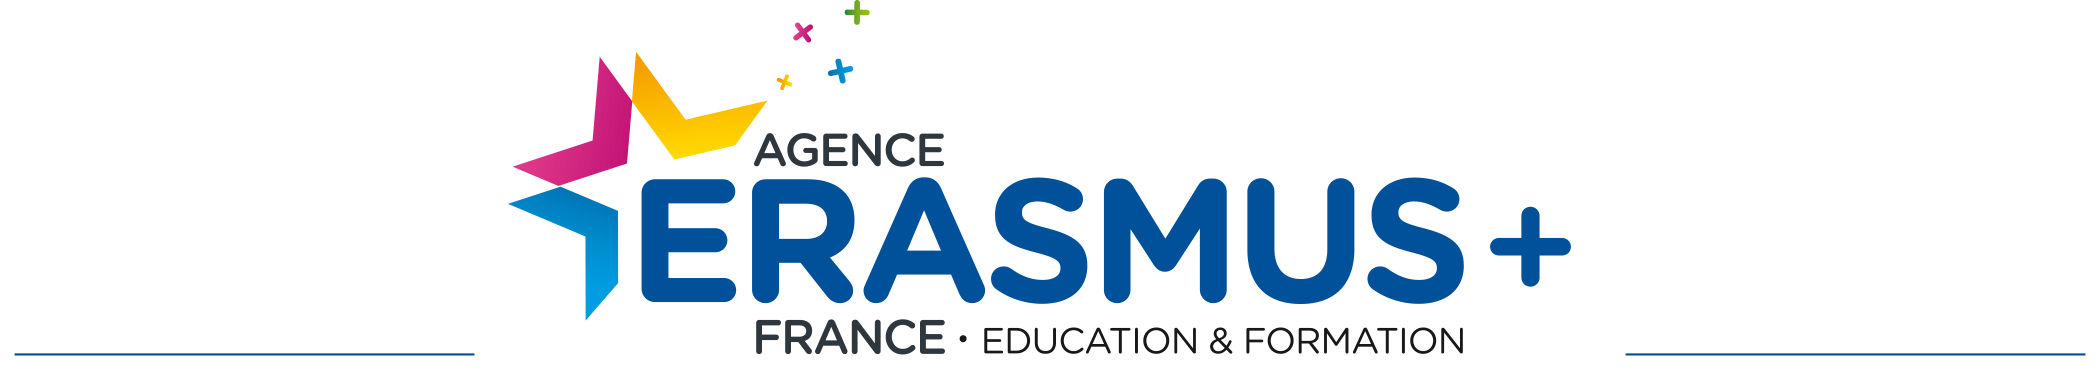 AGENCE
ERASMUS+
FRANCE · EDUCATION & FORMATION